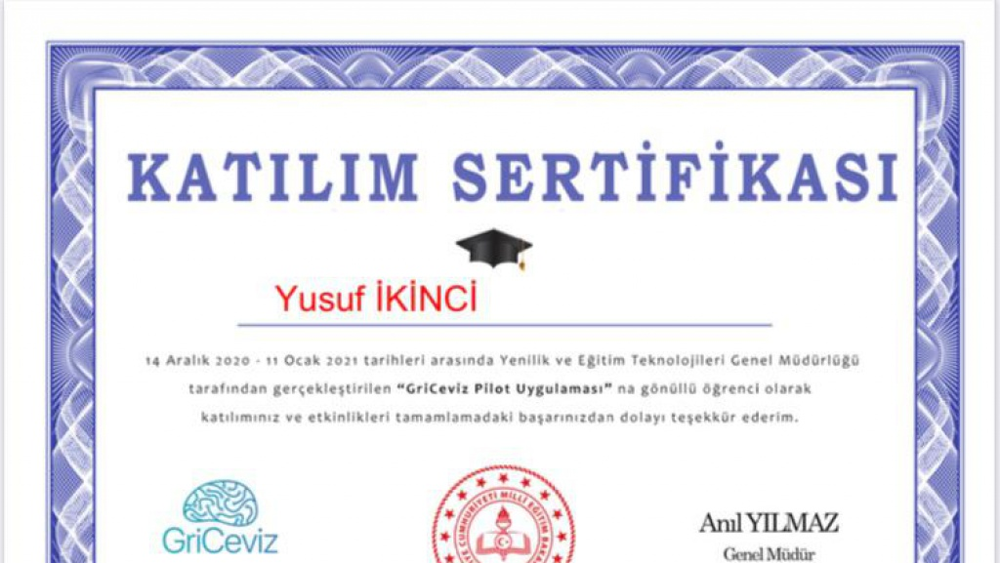 KATILIM SERTİFİKASI
Yusuf İKİNCİ
14 Aralık 2020 - 11 Ocak 2021 tarihleri arasında Yenilik ve Eğitim Teknolojileri Genel Müdürlüğü
tarafından gerçekleştirilen “GriCeviz Pilot Uygulaması” na gönüllü öğrenci olarak
katılımınız ve etkinlikleri tamamlamadaki başarınızdan dolayı teşekkür ederim.
GriCeviz
CUMHURİYETİ MİLLÎ EĞİTİM
Anıl YILMAZ
Genel Müdür